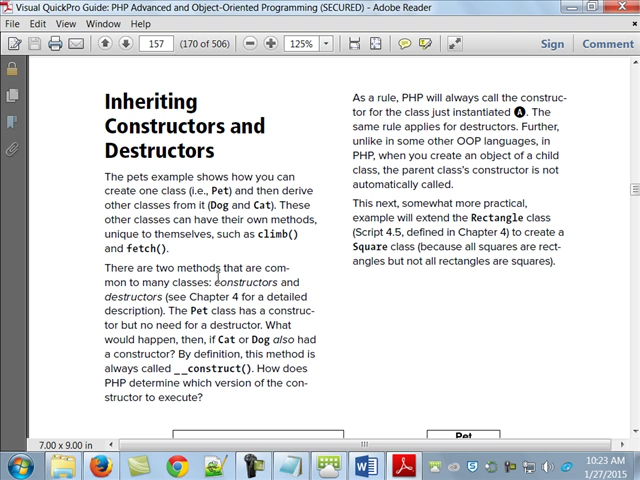 Visual QuickPro Guide: PHP Advanced and Object-Oriented Programming (SECURED) - Adobe Reader
File Edit View Window Help
157 (170 of 506) 125% Sign Comment
Inheriting
Constructors and
Destructors
The pets example shows how you can
create one class (i.e., Pet) and then derive
other classes from it (Dog and Cat). These
other classes can have their own methods,
unique to themselves, such as climb()
and fetch().
There are two methods that are com-
mon to many classes: constructors and
destructors (see Chapter 4 for a detailed
description). The Pet class has a construc-
tor but no need for a destructor. What
would happen, then, if Cat or Dog also had
a constructor? By definition, this method is
always called __construct(). How does
PHP determine which version of the con-
structor to execute?
As a rule, PHP will always call the construc-
tor for the class just instantiated A. The
same rule applies for destructors. Further,
unlike in some other OOP languages, in
PHP, when you create an object of a child
class, the parent class's constructor is not
automatically called.
This next, somewhat more practical,
example will extend the Rectangle class
(Script 4.5, defined in Chapter 4) to create a
Square class (because all squares are rect-
angles but not all rectangles are squares).
Pet
7.00 x 9.00 in
10:23 AM
1/27/2015